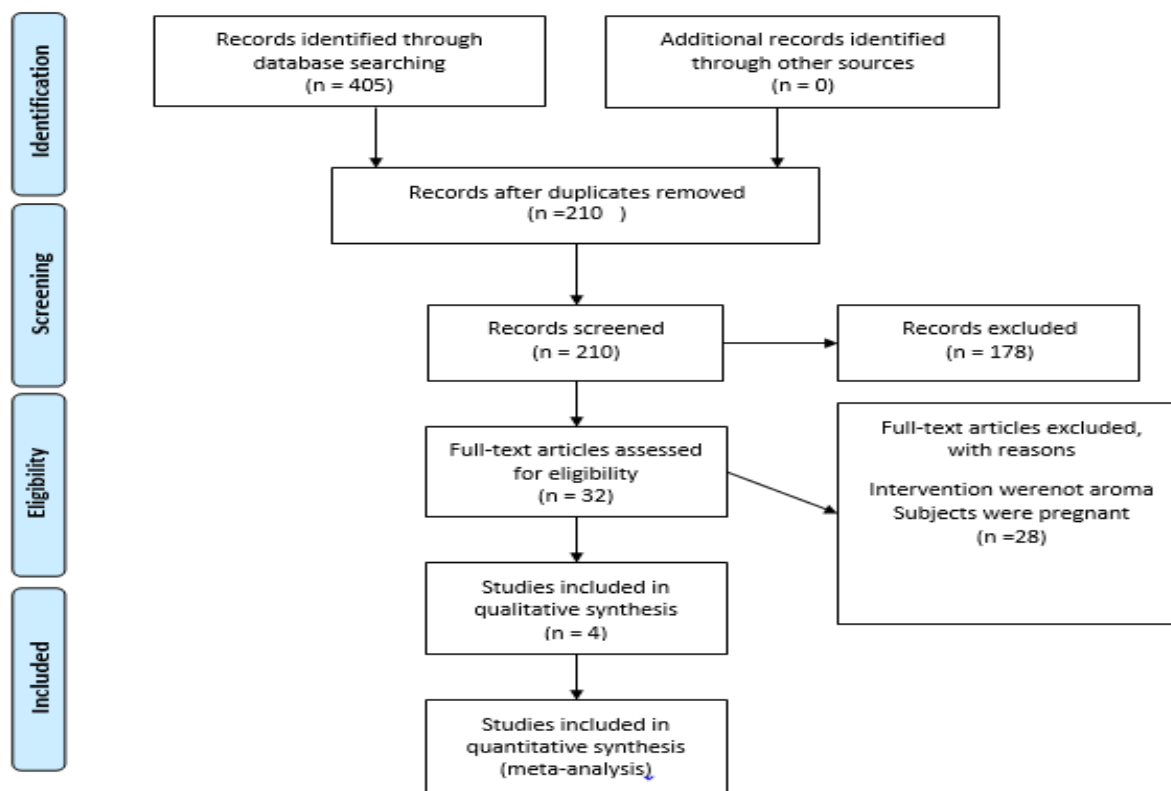 Identification
Records identified through
database searching
(n = 405)
Additional records identified
through other sources
(n = 0)
Records after duplicates removed
(n =210 )
Screening
Records screened
(n = 210)
Records excluded
(n = 178)
Eligibility
Full-text articles assessed
for eligibility
(n = 32)
Full-text articles excluded,
with reasons
Intervention werenot aroma
Subjects were pregnant
(n =28)
Included
Studies included in
qualitative synthesis
(n = 4)
Studies included in
quantitative synthesis
(meta-analysis)